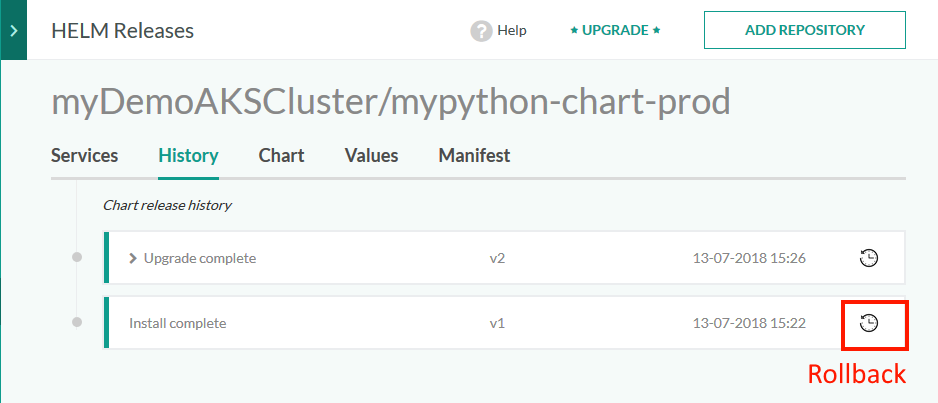 HELM Releases
? Help
★ UPGRADE ★
ADD REPOSITORY
myDemoAKSCluster/mypython-chart-prod
Services History Chart Values Manifest
Chart release history
Upgrade complete v2 13-07-2018 15:26
Install complete v1 13-07-2018 15:22
Rollback